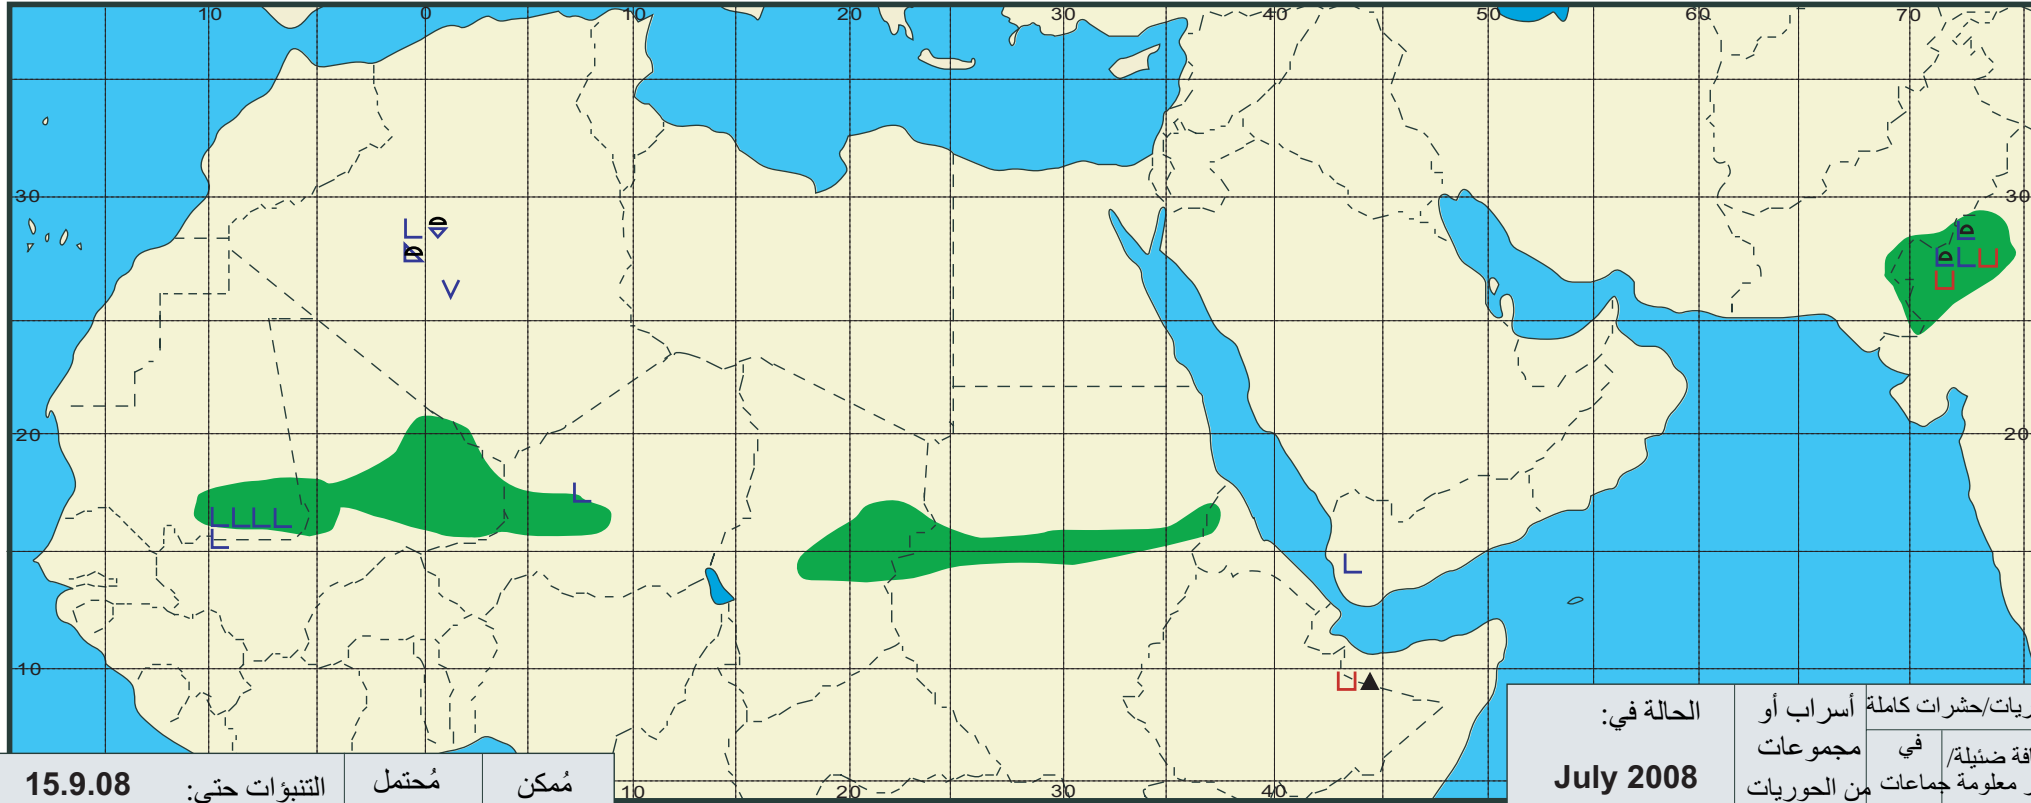 10 0 10 20 30 40 50 60 70
30 30
20 20
10
الحالة في:
July 2008
أسراب أو
مجموعات
من الحوريات
حشرات كاملة
في
جماعات
ضئيلة/
معلومة
التنبؤات حتى:
15.9.08
مُحتمل
مُمكن
10 20 30 40
D
D
D
D